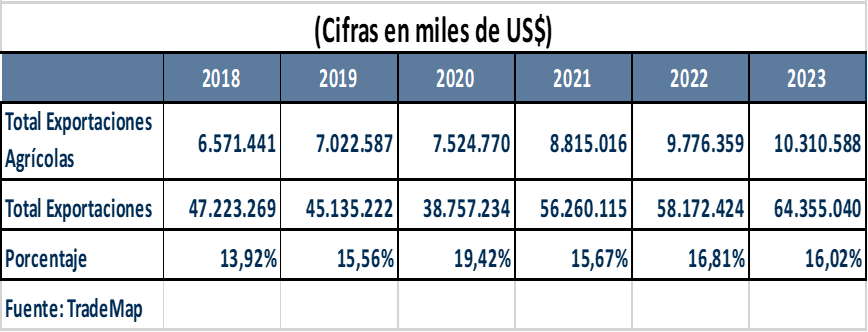 (Cifras en miles de US$)
2018 2019 2020 2021 2022 2023
Total Exportaciones
Agrícolas 6.571.441 7.022.587 7.524.770 8.815.016 9.776.359 10.310.588
Total Exportaciones 47.223.269 45.135.222 38.757.234 56.260.115 58.172.424 64.355.040
Porcentaje 13,92% 15,56% 19,42% 15,67% 16,81% 16,02%
Fuente: TradeMap